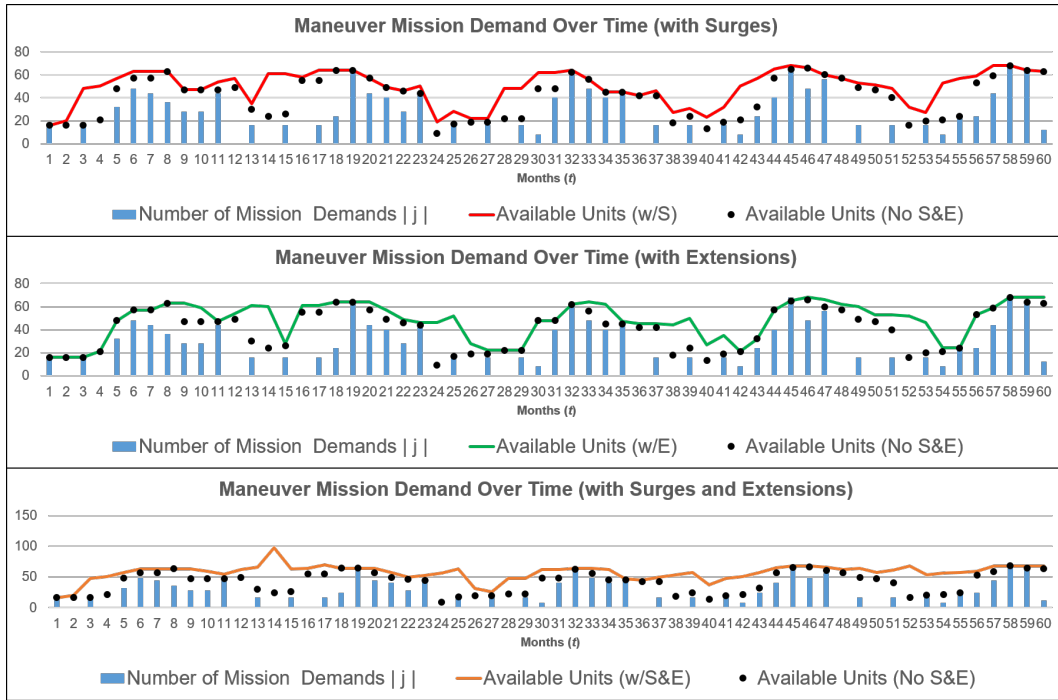 Maneuver Mission Demand Over Time (with Surges)
80
60
40
20
0
1 2 3 4 5 6 7 8 9 10 11 12 13 14 15 16 17 18 19 20 21 22 23 24 25 26 27 28 29 30 31 32 33 34 35 36 37 38 39 40 41 42 43 44 45 46 47 48 49 50 51 52 53 54 55 56 57 58 59 60
Months (t)
Number of Mission Demands | j | Available Units (w/S) Available Units (No S&E)
Maneuver Mission Demand Over Time (with Extensions)
80
60
40
20
0
1 2 3 4 5 6 7 8 9 10 11 12 13 14 15 16 17 18 19 20 21 22 23 24 25 26 27 28 29 30 31 32 33 34 35 36 37 38 39 40 41 42 43 44 45 46 47 48 49 50 51 52 53 54 55 56 57 58 59 60
Months (t)
Number of Mission Demands | j | Available Units (w/E) Available Units (No S&E)
Maneuver Mission Demand Over Time (with Surges and Extensions)
150
100
50
0
1 2 3 4 5 6 7 8 9 10 11 12 13 14 15 16 17 18 19 20 21 22 23 24 25 26 27 28 29 30 31 32 33 34 35 36 37 38 39 40 41 42 43 44 45 46 47 48 49 50 51 52 53 54 55 56 57 58 59 60
Months (t)
Number of Mission Demands | j | Available Units (w/S&E) Available Units (No S&E)